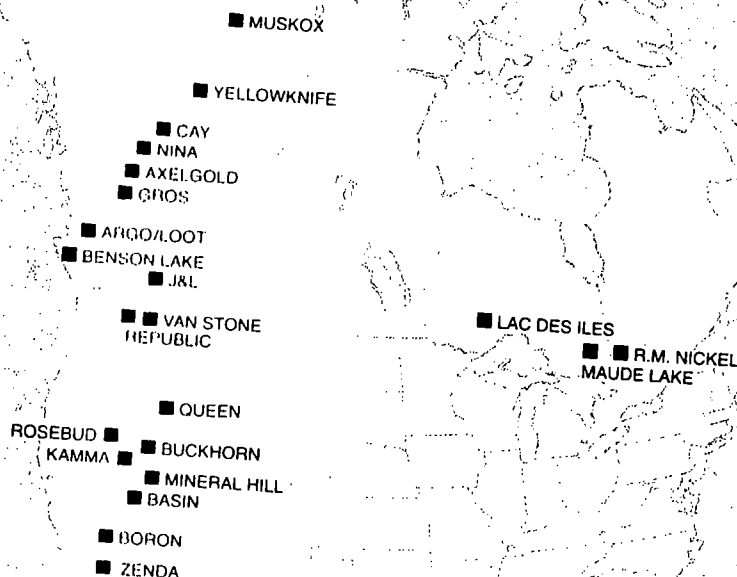 MUSKOX
YELLOWKNIFE
CAY
NINA
AXELGOLD
GROS
ARGO/LOOT
BENSON LAKE
J&L
VAN STONE
REPUBLIC
LAC DES ILES
R.M. NICKEL
MAUDE LAKE
QUEEN
ROSEBUD
BUCKHORN
KAMMA
MINERAL HILL
BASIN
BORON
ZENDA